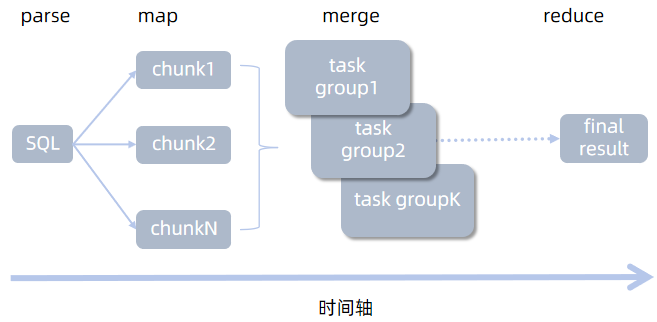 parse
map
merge
reduce
SQL
chunk1
chunk2
chunkN
task
group1
task
group2
task groupK
final
result
时间轴